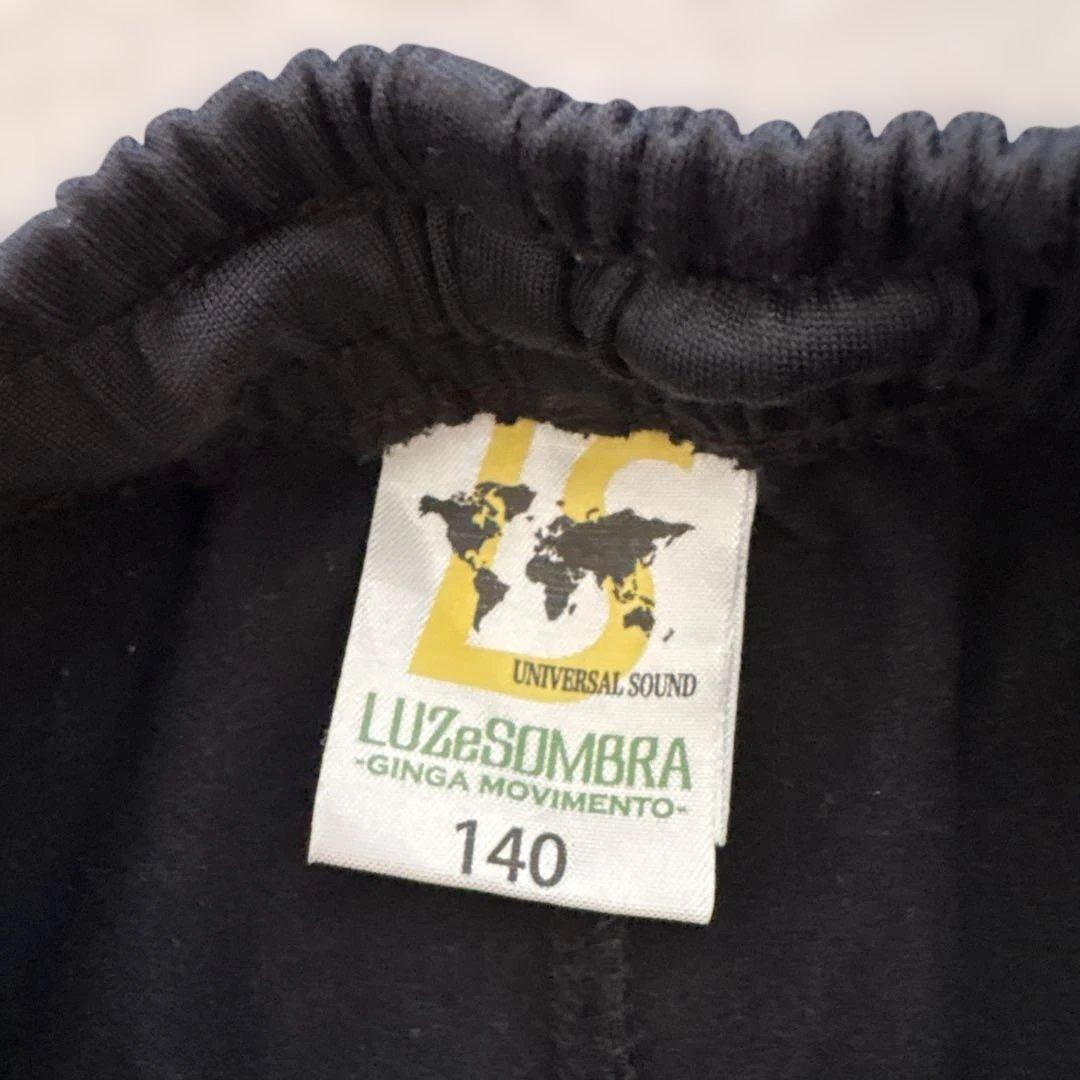 LS
UNIVERSAL SOUND
LUZeSOMBRA
-GINGA MOVIMENTO-
140